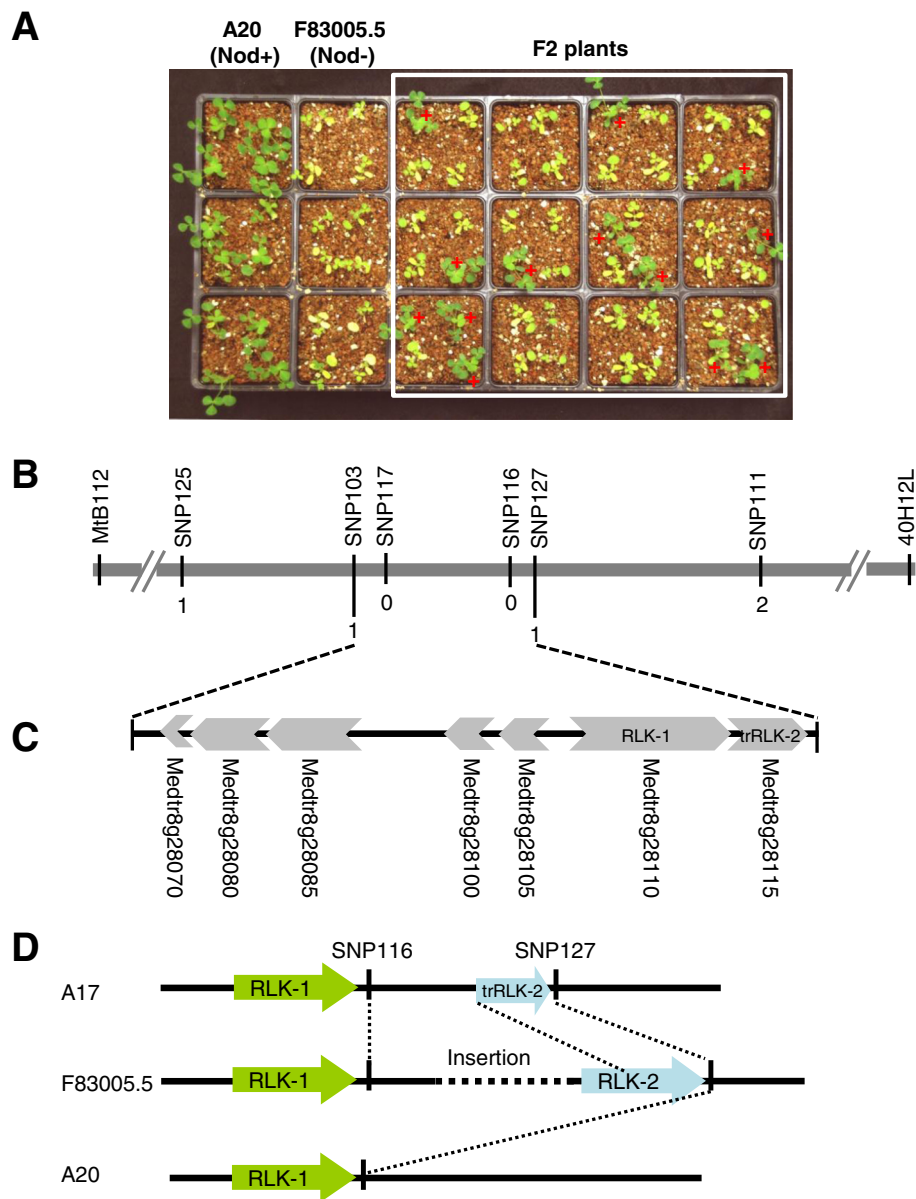 A
A20
(Nod+)
F83005.5
(Nod-)
F2 plants
B
MtB112
SNP125
SNP103
SNP117
SNP116
SNP127
SNP111
40H12L
1
1
0
0
1
2
C
RLK-1
trRLK-2
Medtr8g28070
Medtr8g28080
Medtr8g28085
Medtr8g28100
Medtr8g28105
Medtr8g28110
Medtr8g28115
D
SNP116
SNP127
A17
RLK-1
trRLK-2
Insertion
F83005.5
RLK-1
RLK-2
A20
RLK-1